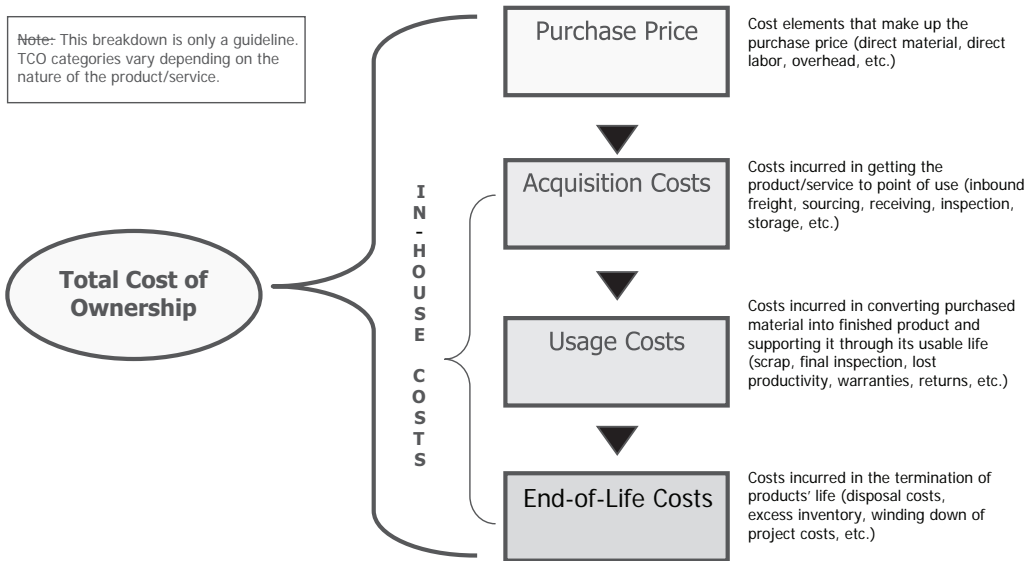 Note: This breakdown is only a guideline.
TCO categories vary depending on the
nature of the product/service.
Total Cost of
Ownership
IN-HOUSE COSTS
Purchase Price
Cost elements that make up the
purchase price (direct material, direct
labor, overhead, etc.)
Acquisition Costs
Costs incurred in getting the
product/service to point of use (inbound
freight, sourcing, receiving, inspection,
storage, etc.)
Usage Costs
Costs incurred in converting purchased
material into finished product and
supporting it through its usable life
(scrap, final inspection, lost
productivity, warranties, returns, etc.)
End-of-Life Costs
Costs incurred in the termination of
products' life (disposal costs,
excess inventory, winding down of
project costs, etc.)